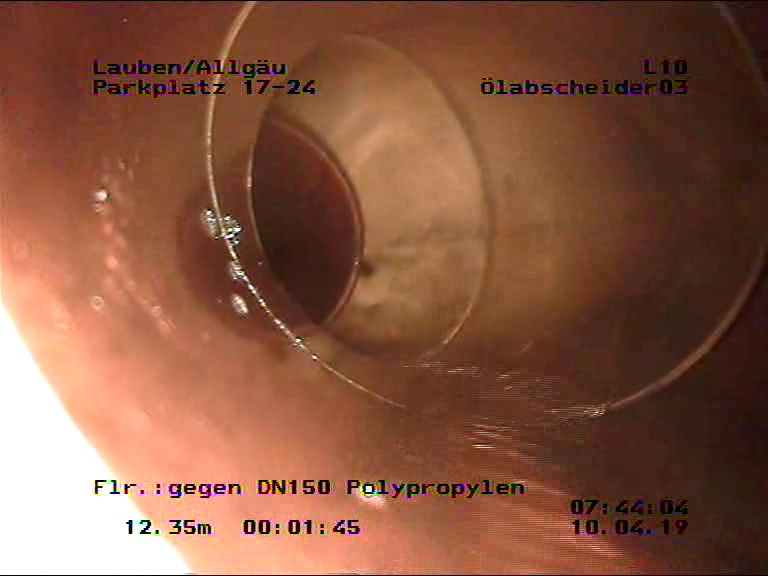 Lauben/Allgäu L10
Parkplatz 17-24 Ölabscheider03
Flr.:gegen DN150 Polypropylen
07:44:04
12.35m 00:01:45 10.04.19